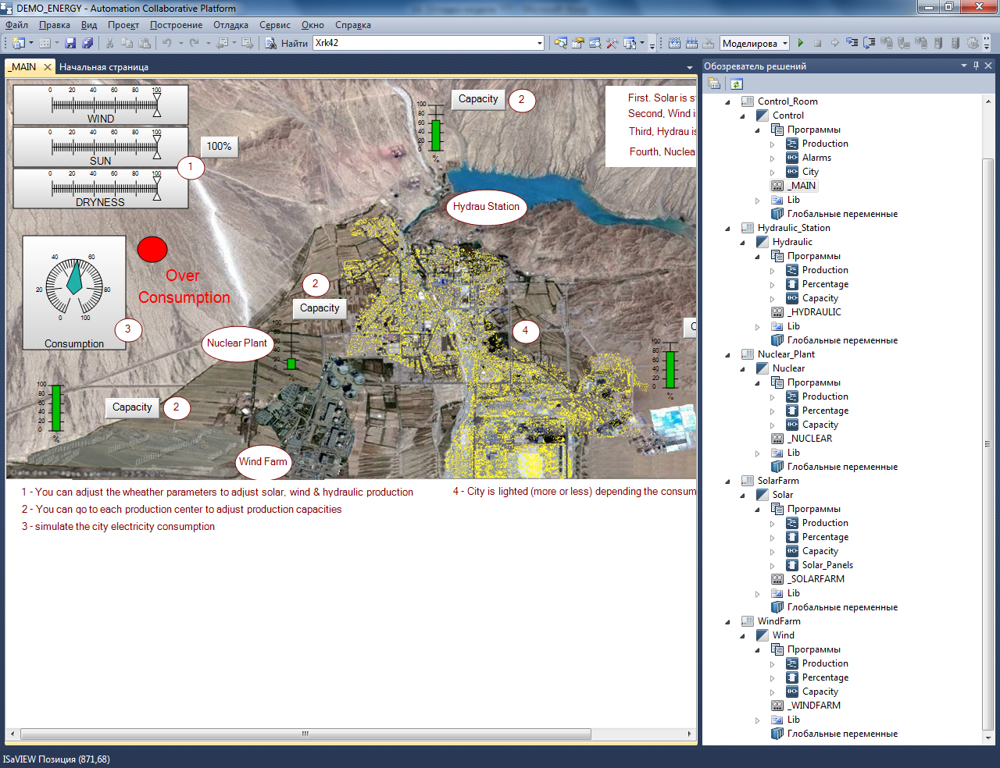 DEMO_ENERGY - Automation Collaborative Platform
Файл Правка Вид Проект Построение Отладка Сервис Окно Справка
Найти Xrk42 Моделирова
_MAIN Начальная страница
0 20 40 60 80 100
WIND
0 20 40 60 80 100
SUN
0 20 40 60 80 100
DRYNESS
100%
1
100
80
60
40
20
0
%
Capacity 2
First. Solar is s
Second, Wind is
Third, Hydrau is
Fourth, Nuclear
Hydrau Station
0 20 40 60 80 100
Consumption
3
Over
Consumption
2
Capacity
Nuclear Plant
100
80
60
40
20
0
%
4
100
80
60
40
20
0
%
100
80
60
40
20
0
%
Capacity 2
Wind Farm
1 - You can adjust the wheather parameters to adjust solar, wind & hydraulic production
2 - You can go to each production center to adjust production capacities
3 - simulate the city electricity consumption
4 - City is lighted (more or less) depending the consum
Обозреватель решений
Control_Room
Control
Программы
Production
Alarms
City
_MAIN
Lib
Глобальные переменные
Hydraulic_Station
Hydraulic
Программы
Production
Percentage
Capacity
_HYDRAULIC
Lib
Глобальные переменные
Nuclear_Plant
Nuclear
Программы
Production
Percentage
Capacity
_NUCLEAR
Lib
Глобальные переменные
SolarFarm
Solar
Программы
Production
Percentage
Capacity
Solar_Panels
_SOLARFARM
Lib
Глобальные переменные
WindFarm
Wind
Программы
Production
Percentage
Capacity
_WINDFARM
Lib
Глобальные переменные
ISaVIEW Позиция (871,68)